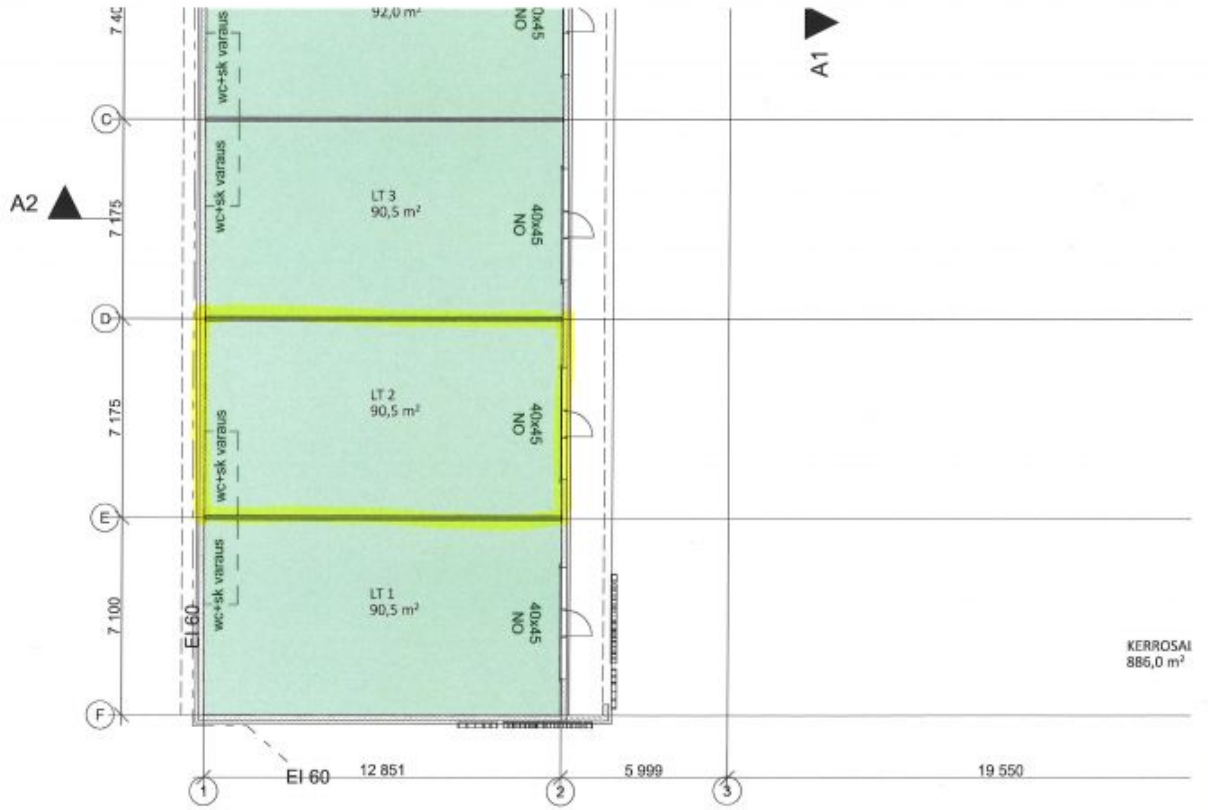 92,0 m²
40x45
NO
wc+sk varaus
A1
C
wc+sk varaus
LT 3
90,5 m²
40x45
NO
A2
7 175
D
LT 2
90,5 m²
40x45
NO
7 175
wc+sk varaus
E
wc+sk varaus
LT 1
90,5 m²
40x45
NO
7 100
EI 60
KERROSAL
886,0 m²
F
EI 60
12 851
5 999
19 550
1
2
3